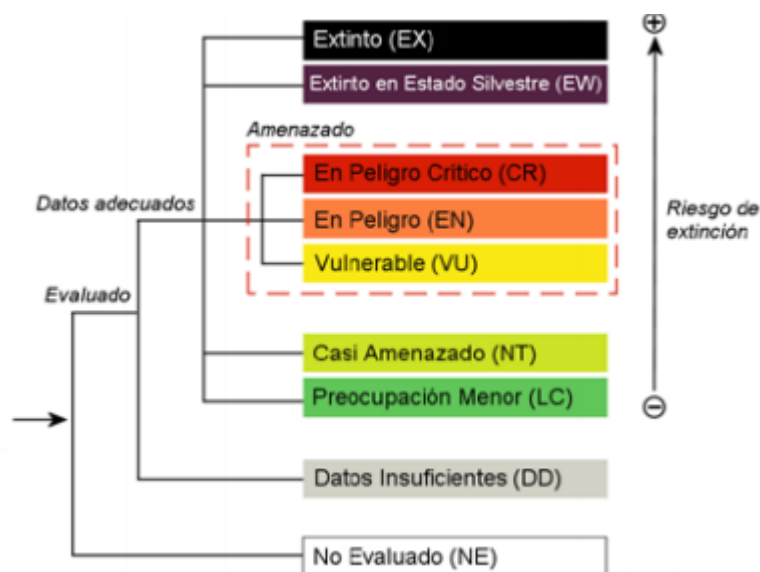 Extinto (EX)
Extinto en Estado Silvestre (EW)
Amenazado
En Peligro Critico (CR)
Datos adecuados
En Peligro (EN)
Riesgo de
extinción
Vulnerable (VU)
Evaluado
Casi Amenazado (NT)
Preocupación Menor (LC)
Datos Insuficientes (DD)
No Evaluado (NE)